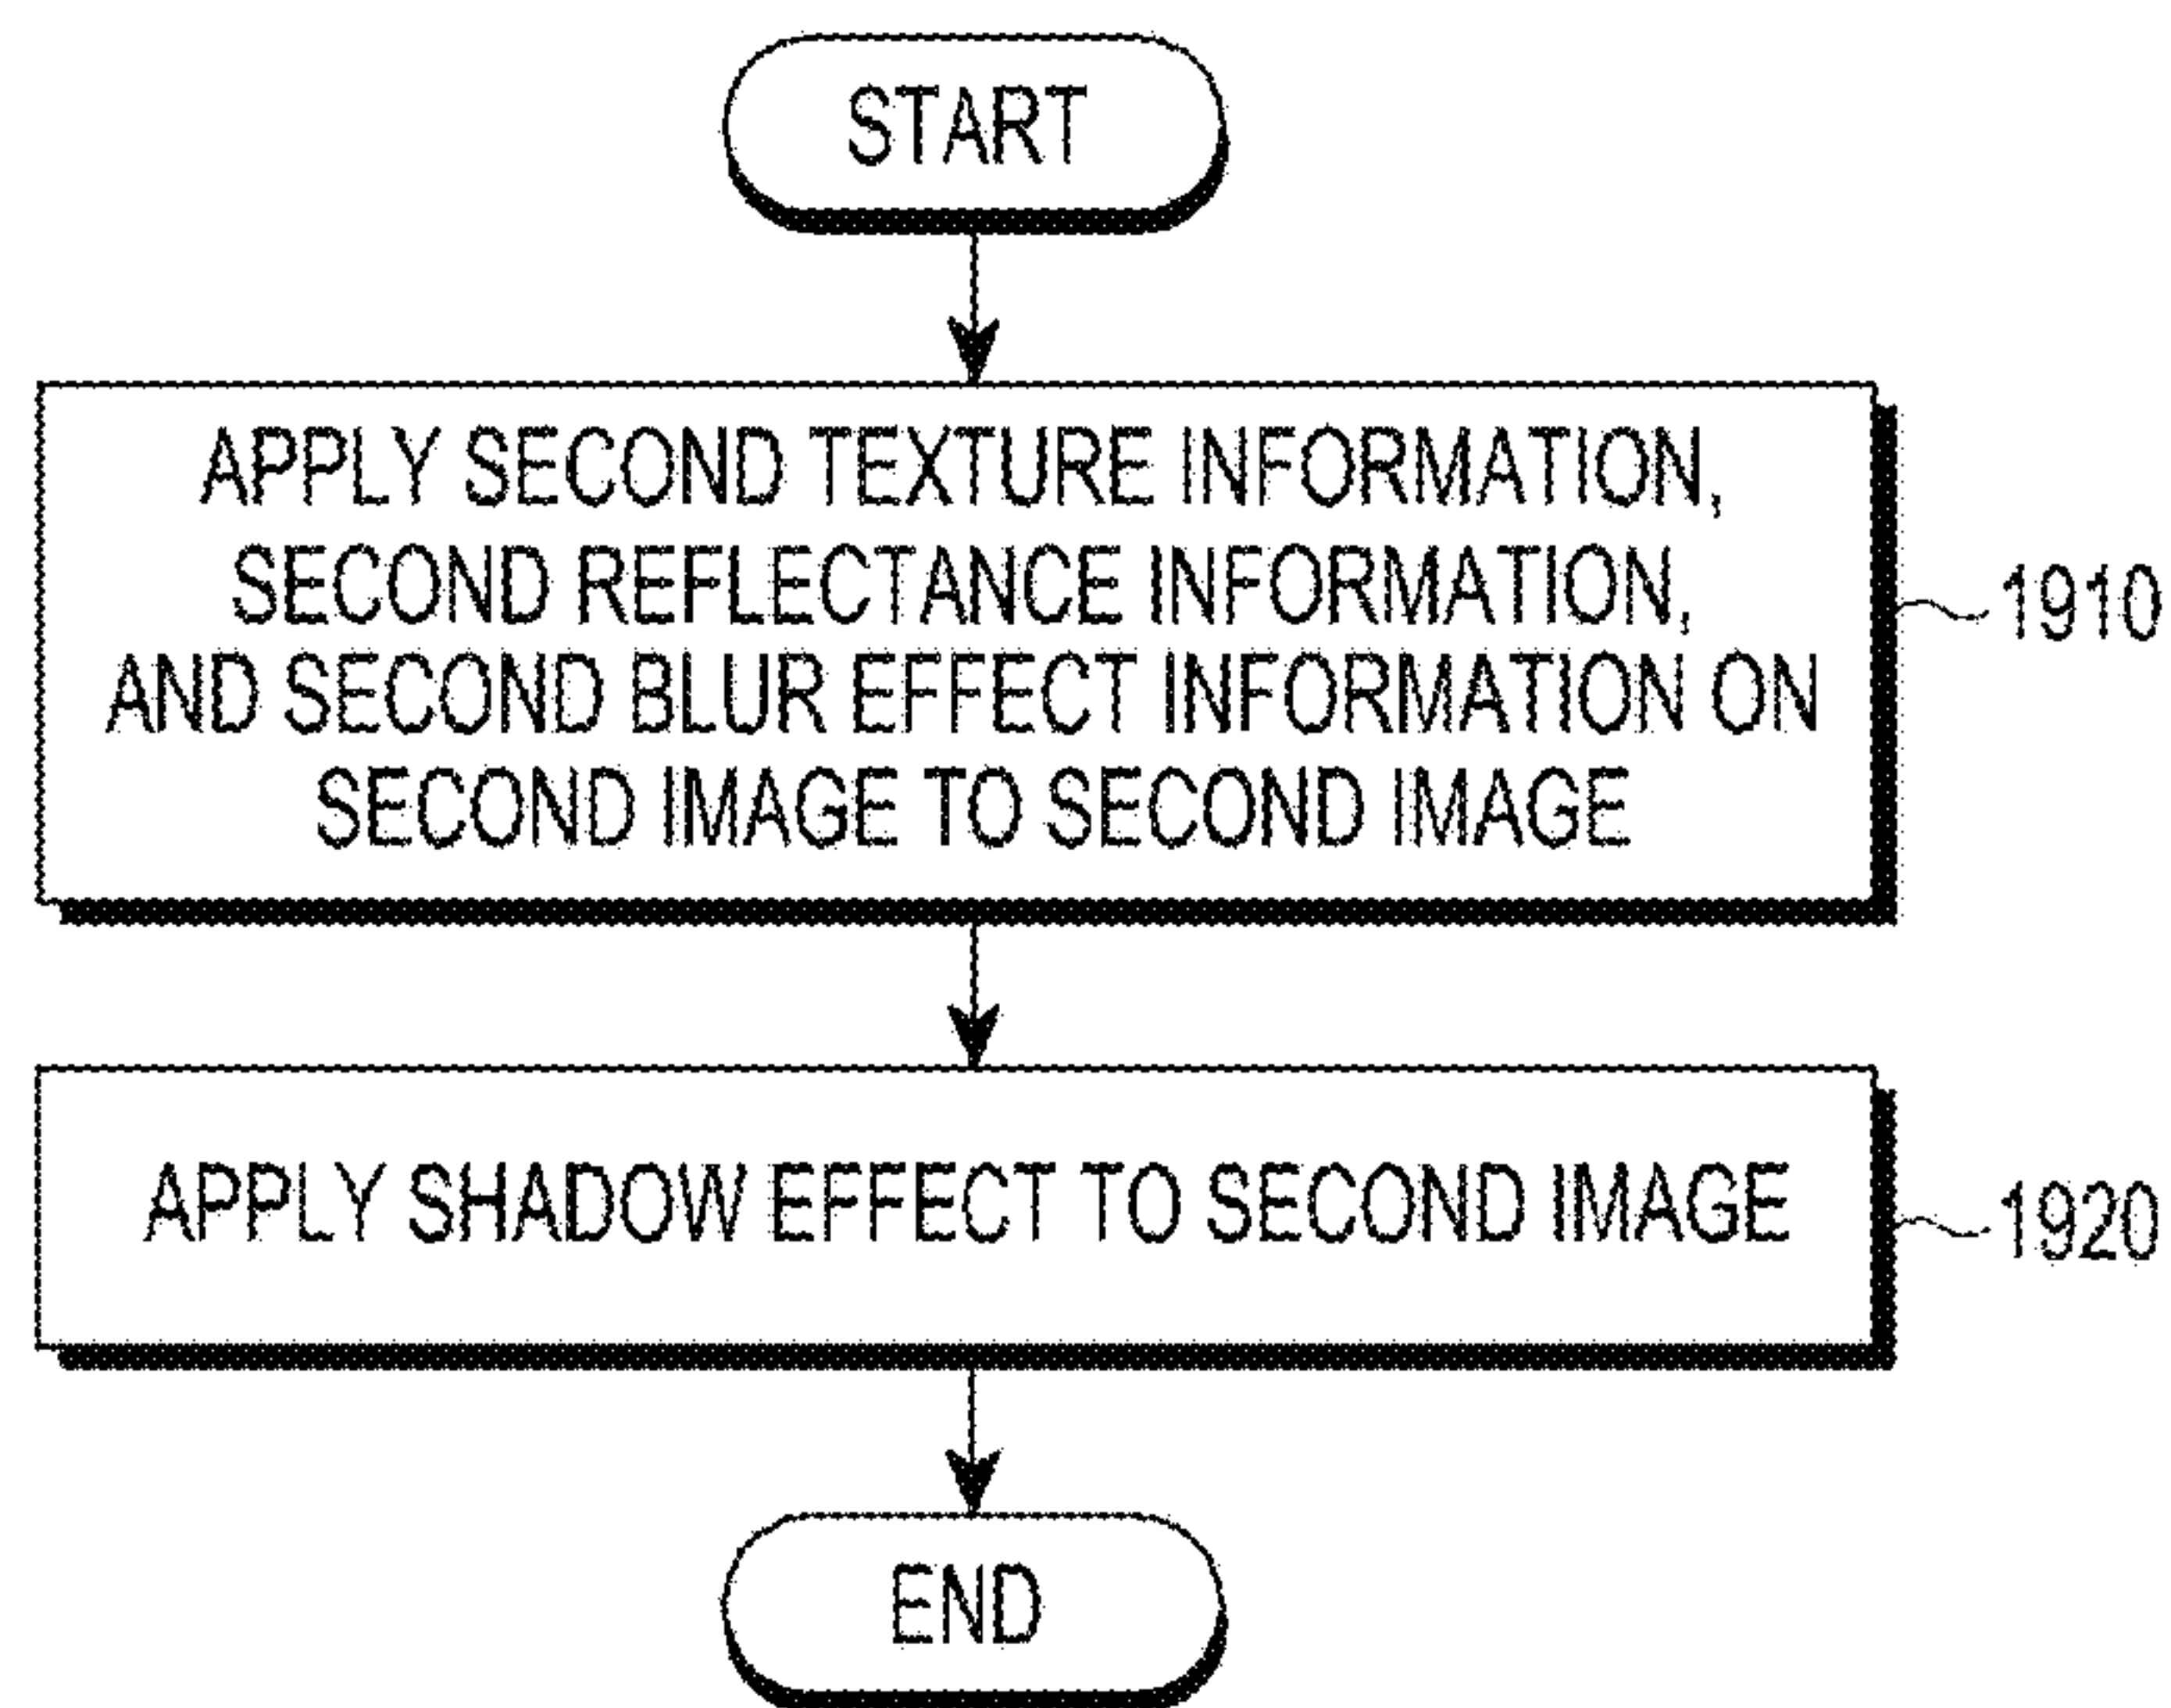 START
APPLY SECOND TEXTURE INFORMATION,
SECOND REFLECTANCE INFORMATION,
AND SECOND BLUR EFFECT INFORMATION ON
SECOND IMAGE TO SECOND IMAGE
1910
APPLY SHADOW EFFECT TO SECOND IMAGE
1920
END